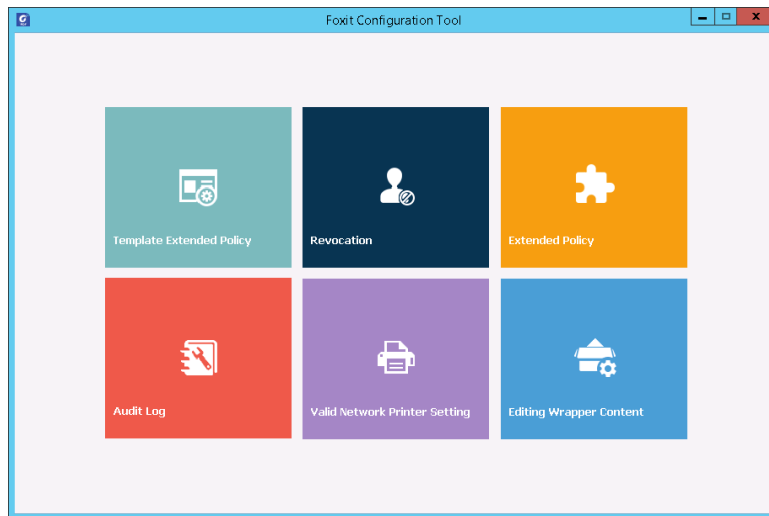 Foxit Configuration Tool
Template Extended Policy
Revocation
Extended Policy
Audit Log
Valid Network Printer Setting
Editing Wrapper Content